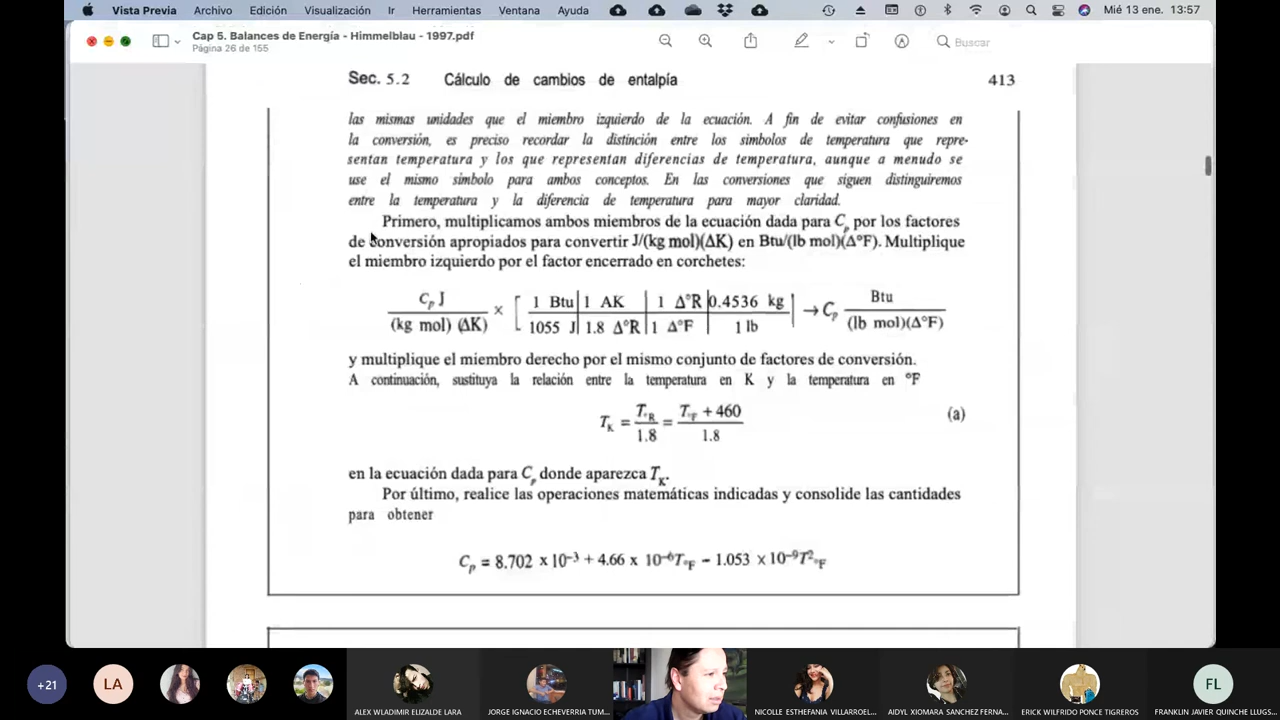 Vista Previa Archivo Edición Visualización Ir Herramientas Ventana Ayuda Mié 13 ene. 13:57
Cap 5. Balances de Energía - Himmelblau - 1997.pdf
Página 26 de 155
Buscar
Sec. 5.2 Cálculo de cambios de entalpía 413
las mismas unidades que el miembro izquierdo de la ecuación. A fin de evitar confusiones en
la conversión, es preciso recordar la distinción entre los símbolos de temperatura que repre-
sentan temperatura y los que representan diferencias de temperatura, aunque a menudo se
use el mismo símbolo para ambos conceptos. En las conversiones que siguen distinguiremos
entre la temperatura y la diferencia de temperatura para mayor claridad.
Primero, multiplicamos ambos miembros de la ecuación dada para Cp por los factores
de conversión apropiados para convertir J/(kg mol)(ΔK) en Btu/(lb mol)(Δ°F). Multiplique
el miembro izquierdo por el factor encerrado en corchetes:
Cp J × [ 1 Btu | 1 AK | 1 Δ°R | 0.4536 kg | → Cp Btu
(kg mol) (ΔK) 1055 J | 1.8 Δ°R | 1 Δ°F | 1 lb (lb mol)(Δ°F)
y multiplique el miembro derecho por el mismo conjunto de factores de conversión.
A continuación, sustituya la relación entre la temperatura en K y la temperatura en °F
TK = T°R / 1.8 = T°F + 460 / 1.8 (a)
en la ecuación dada para Cp donde aparezca TK.
Por último, realice las operaciones matemáticas indicadas y consolide las cantidades
para obtener
Cp = 8.702 x 10⁻³ + 4.66 x 10⁻⁶T°F - 1.053 x 10⁻⁹T²°F
+21
LA
ALEX WLADIMIR ELIZALDE LARA
JORGE IGNACIO ECHEVERRIA TUM...
NICOLLE ESTHEFANIA VILLARROEL...
AIDYL XIOMARA SANCHEZ FERNA...
ERICK WILFRIDO PONCE TIGREROS
FL
FRANKLIN JAVIER QUINCHE LLUGS...